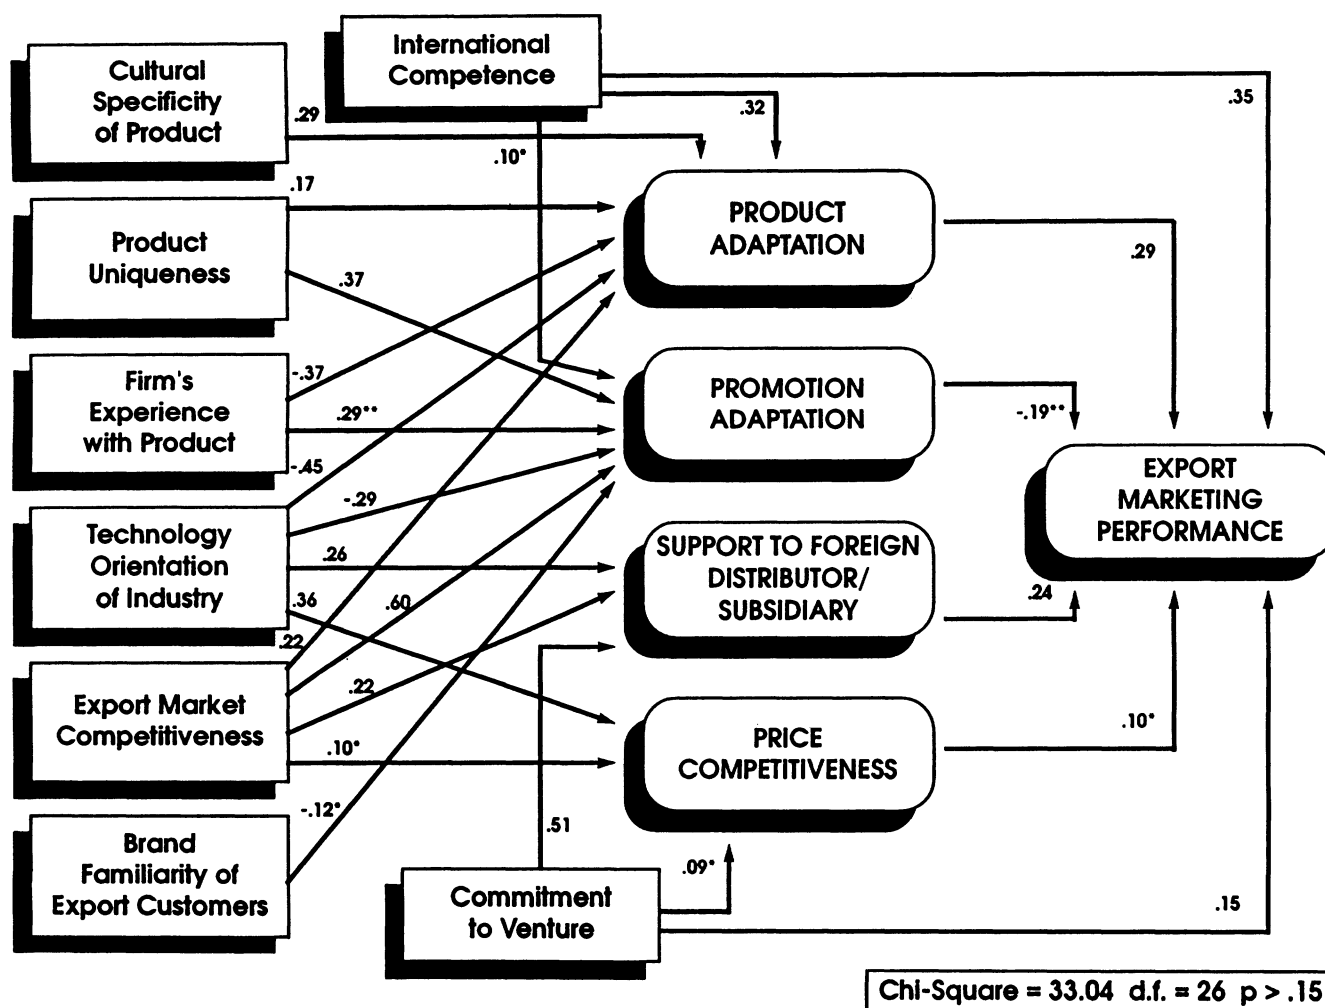 International
Competence
Cultural
Specificity
of Product
.29
.32
.35
.10*
.17
Product
Uniqueness
PRODUCT
ADAPTATION
.29
.37
Firm's
Experience
with Product
-.37
.29**
PROMOTION
ADAPTATION
-.19**
-.45
-.29
EXPORT
MARKETING
PERFORMANCE
Technology
Orientation
of Industry
.26
.36
SUPPORT TO FOREIGN
DISTRIBUTOR/
SUBSIDIARY
.24
.60
.22
Export Market
Competitiveness
.22
.10*
PRICE
COMPETITIVENESS
.10*
-.12*
Brand
Familiarity of
Export Customers
.51
.09*
Commitment
to Venture
.15
Chi-Square = 33.04 d.f. = 26 p > .15